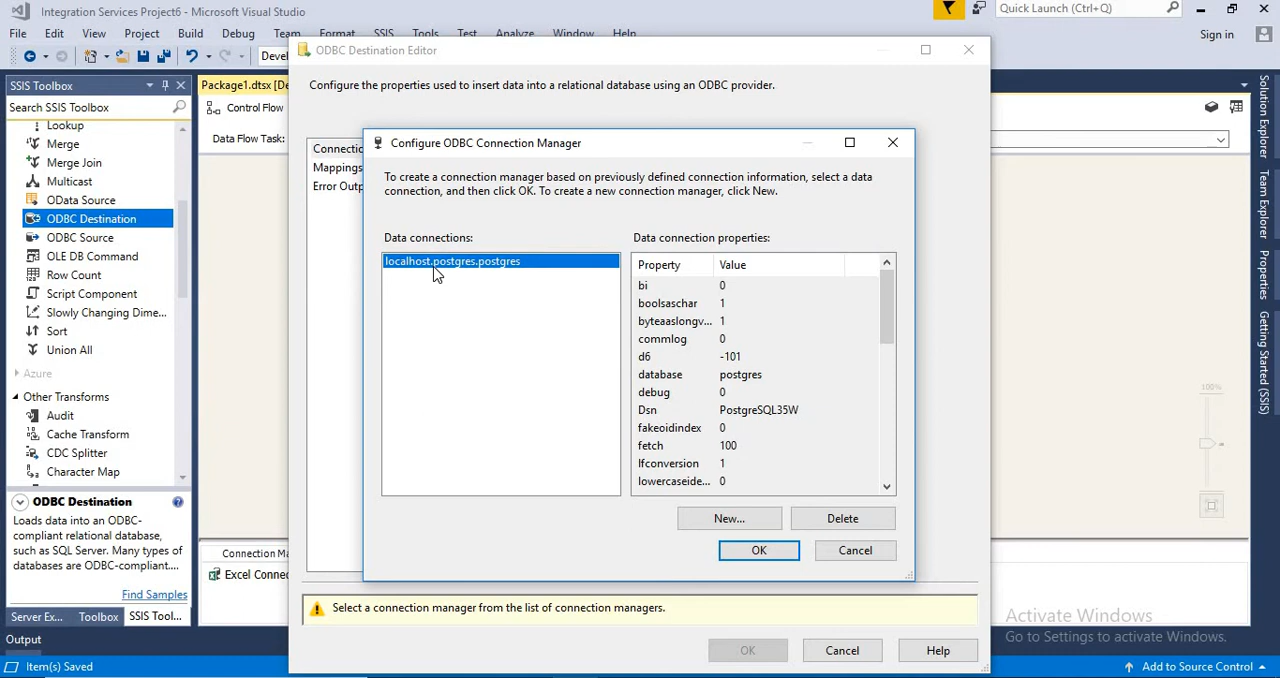 Integration Services Project6 - Microsoft Visual Studio
Quick Launch (Ctrl+Q)
File Edit View Project Build Debug Team Format SSIS Tools Test Analyze Window Help
Sign in
ODBC Destination Editor
SSIS Toolbox
Package1.dtsx [De
Search SSIS Toolbox
Control Flow
Data Flow Task:
Configure the properties used to insert data into a relational database using an ODBC provider.
Connectio
Mappings
Error Outp
Lookup
Merge
Merge Join
Multicast
OData Source
ODBC Destination
ODBC Source
OLE DB Command
Row Count
Script Component
Slowly Changing Dime...
Sort
Union All
Azure
Other Transforms
Audit
Cache Transform
CDC Splitter
Character Map
ODBC Destination
Loads data into an ODBC-
compliant relational database,
such as SQL Server. Many types of
databases are ODBC-compliant....
Find Samples
Server Ex... Toolbox SSIS Tool...
Output
Item(s) Saved
Configure ODBC Connection Manager
To create a connection manager based on previously defined connection information, select a data
connection, and then click OK. To create a new connection manager, click New.
Data connections:
localhost.postgres.postgres
Data connection properties:
Property Value
bi 0
boolsaschar 1
byteaaslongv... 1
commlog 0
d6 -101
database postgres
debug 0
Dsn PostgreSQL35W
fakeoidindex 0
fetch 100
lfconversion 1
lowercaseide... 0
New... Delete
OK Cancel
Connection Ma
Excel Connec
Select a connection manager from the list of connection managers.
OK Cancel Help
100%
Solution Explorer
Team Explorer
Properties
Getting Started (SSIS)
Activate Windows
Go to Settings to activate Windows.
Add to Source Control